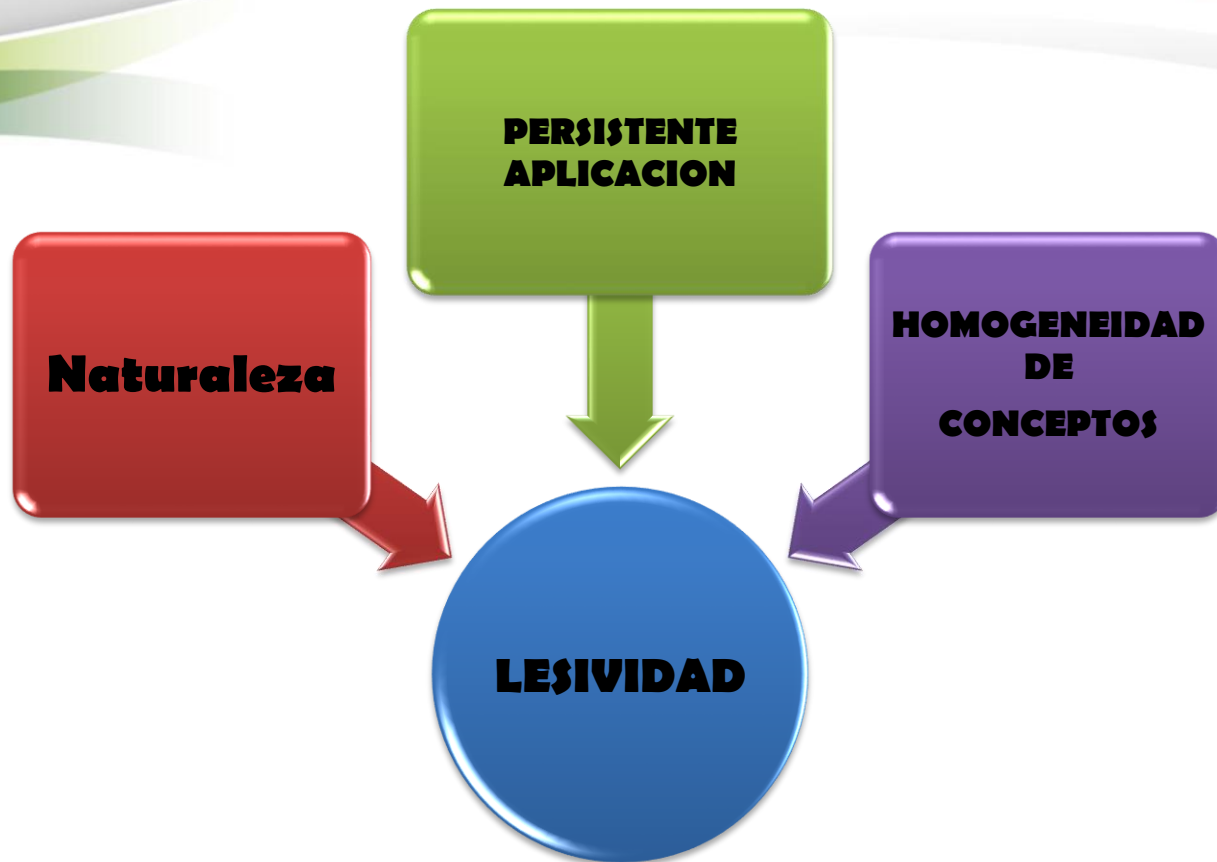 PERSISTENTE
APLICACION
Naturaleza
HOMOGENEIDAD
DE
CONCEPTOS
LESIVIDAD